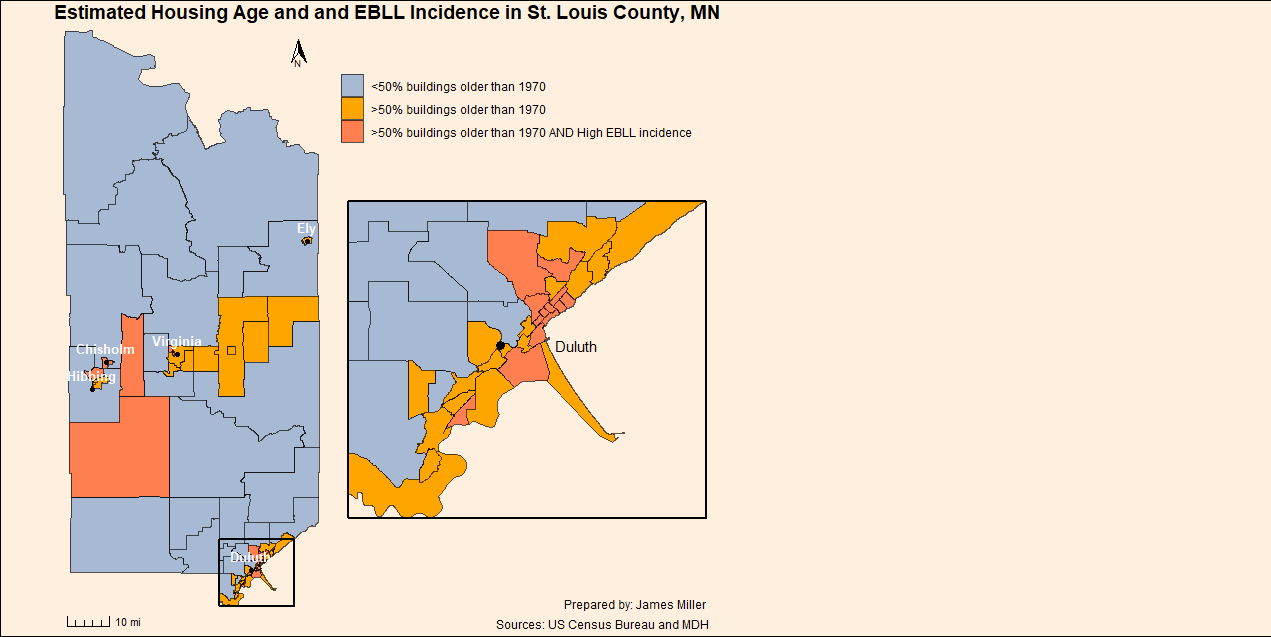 Estimated Housing Age and and EBLL Incidence in St. Louis County, MN
N
<50% buildings older than 1970
>50% buildings older than 1970
>50% buildings older than 1970 AND High EBLL incidence
Ely
Virginia
Chisholm
Hibbing
Duluth
Duluth
10 mi
Prepared by: James Miller
Sources: US Census Bureau and MDH